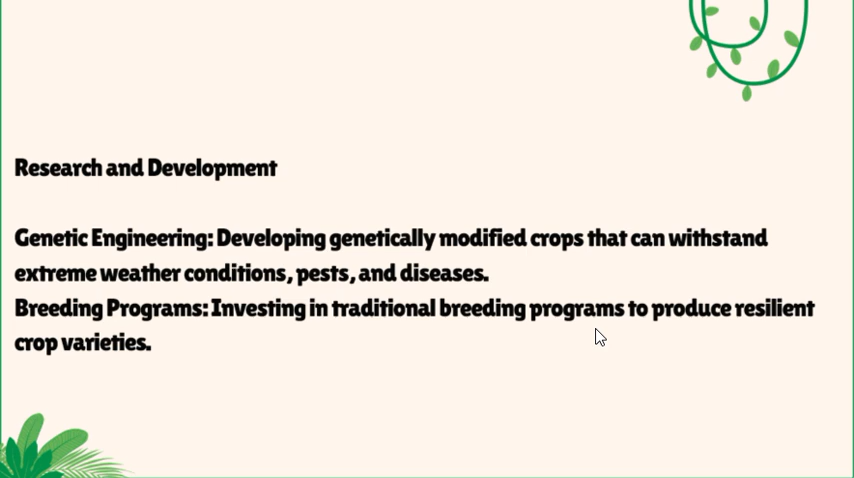 Research and Development
Genetic Engineering: Developing genetically modified crops that can withstand
extreme weather conditions, pests, and diseases.
Breeding Programs: Investing in traditional breeding programs to produce resilient
crop varieties.